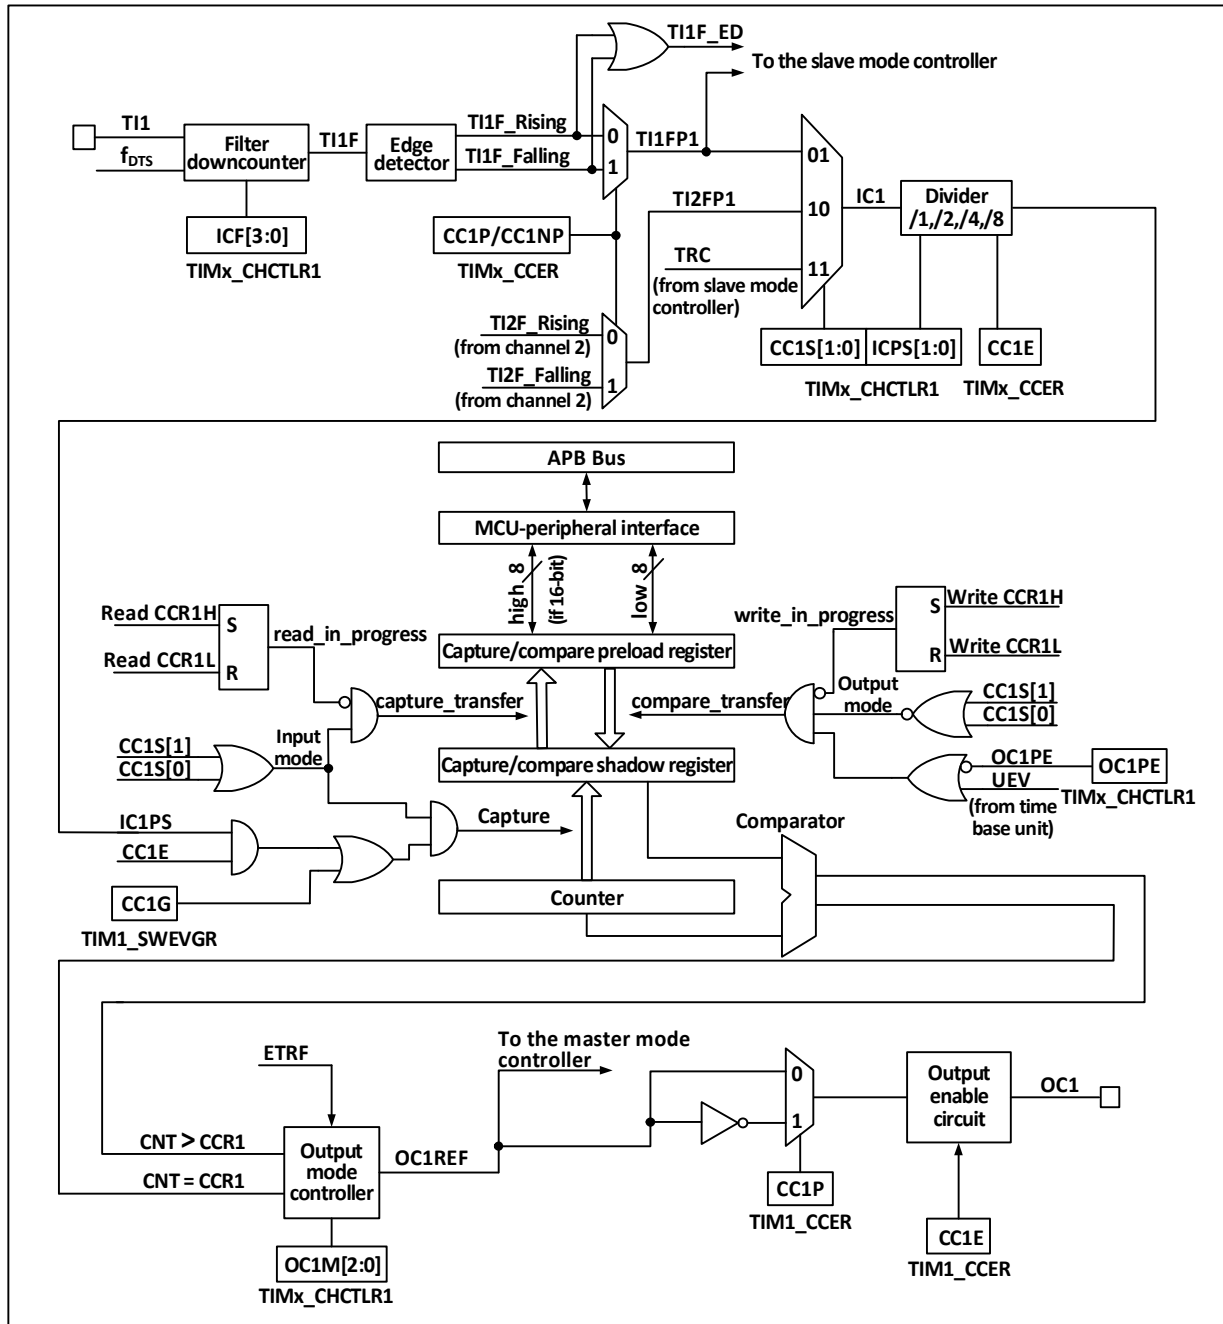 TI1F_ED
To the slave mode controller
TI1
fDTS
Filter
downcounter
TI1F
Edge
detector
TI1F_Rising
TI1F_Falling
0
1
TI1FP1
01
10
11
IC1
Divider
/1,/2,/4,/8
TI2FP1
TRC
(from slave mode
controller)
ICF[3:0]
TIMx_CHCTLR1
CC1P/CC1NP
TIMx_CCER
TI2F_Rising
(from channel 2)
TI2F_Falling
(from channel 2)
0
1
CC1S[1:0]
ICPS[1:0]
CC1E
TIMx_CHCTLR1
TIMx_CCER
APB Bus
MCU-peripheral interface
high 8
(if 16-bit)
low 8
Read CCR1H
Read CCR1L
S
R
read_in_progress
write_in_progress
S
R
Write CCR1H
Write CCR1L
Capture/compare preload register
capture_transfer
compare_transfer
Output
mode
CC1S[1]
CC1S[0]
CC1S[1]
CC1S[0]
Input
mode
Capture/compare shadow register
OC1PE
UEV
(from time
base unit)
OC1PE
TIMx_CHCTLR1
IC1PS
CC1E
Capture
Comparator
CC1G
TIM1_SWEVGR
Counter
ETRF
To the master mode
controller
CNT > CCR1
CNT = CCR1
Output
mode
controller
OC1REF
0
1
Output
enable
circuit
OC1
CC1P
TIM1_CCER
CC1E
TIM1_CCER
OC1M[2:0]
TIMx_CHCTLR1